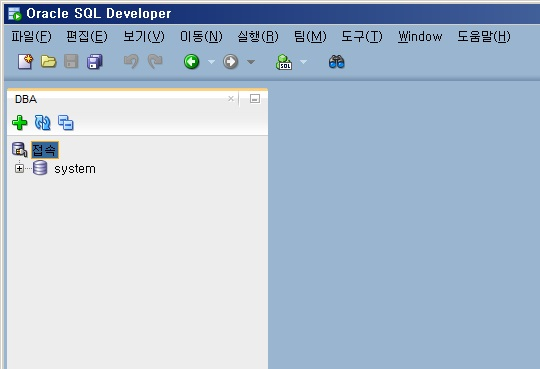 Oracle SQL Developer
파일(F) 편집(E) 보기(V) 이동(N) 실행(R) 팀(M) 도구(T) Window 도움말(H)
SQL
DBA
접속
system